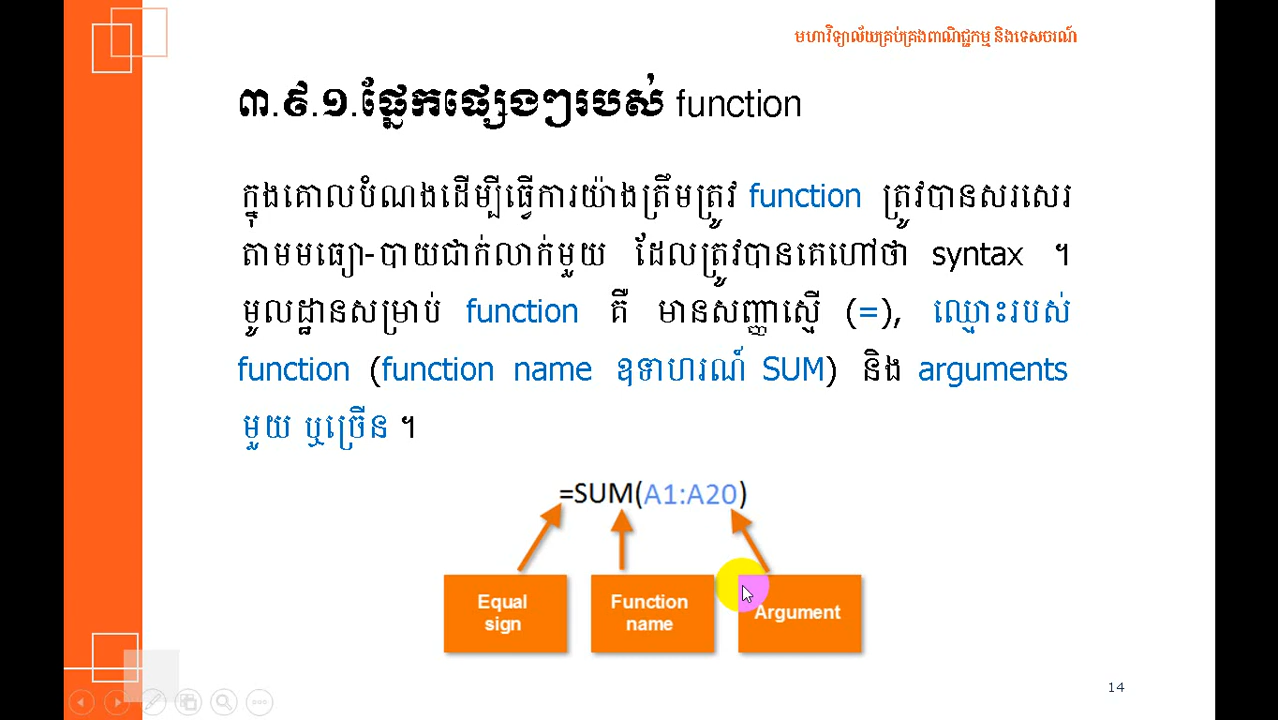 មហាវិទ្យាល័យគ្រប់គ្រងពាណិជ្ជកម្ម និងទេសចរណ៍
៣.៩.១.ផ្នែកផ្សេងៗរបស់ function
ក្នុងគោលបំណងដើម្បីធ្វើការយ៉ាងត្រឹមត្រូវ function ត្រូវបានសរសេរ
តាមមធ្យោ-បាយជាក់លាក់មួយ ដែលត្រូវបានគេហៅថា syntax ។
មូលដ្ឋានសម្រាប់ function គឺ មានសញ្ញាស្មើ (=), ឈ្មោះរបស់
function (function name ឧទាហរណ៍ SUM) និង arguments
មួយ ឬច្រើន ។
=SUM(A1:A20)
Equal sign
Function name
Argument
14